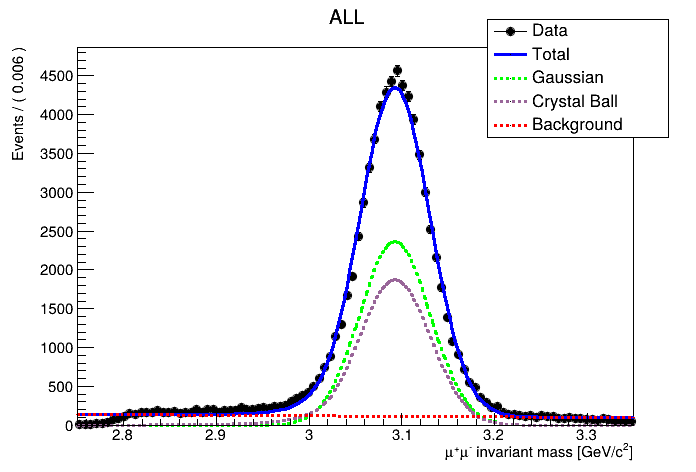 ALL
Data
Total
Gaussian
Crystal Ball
Background
Events / ( 0.006 )
4500
4000
3500
3000
2500
2000
1500
1000
500
0
2.8 2.9 3 3.1 3.2 3.3
μ⁺μ⁻ invariant mass [GeV/c²]